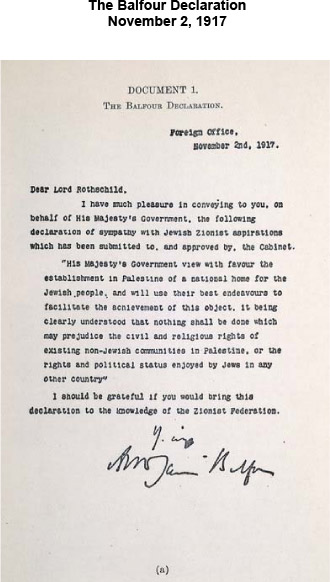 The Balfour Declaration
November 2, 1917
DOCUMENT 1.
THE BALFOUR DECLARATION.
Foreign Office,
November 2nd, 1917.
Dear Lord Rothschild,
I have much pleasure in conveying to you, on
behalf of His Majesty's Government, the following
declaration of sympathy with Jewish Zionist aspirations
which has been submitted to, and approved by, the Cabinet.
"His Majesty's Government view with favour the
establishment in Palestine of a national home for the
Jewish people, and will use their best endeavours to
facilitate the achievement of this object, it being
clearly understood that nothing shall be done which
may prejudice the civil and religious rights of
existing non-Jewish communities in Palestine, or the
rights and political status enjoyed by Jews in any
other country"
I should be grateful if you would bring this
declaration to the knowledge of the Zionist Federation.
Balfour
(a)